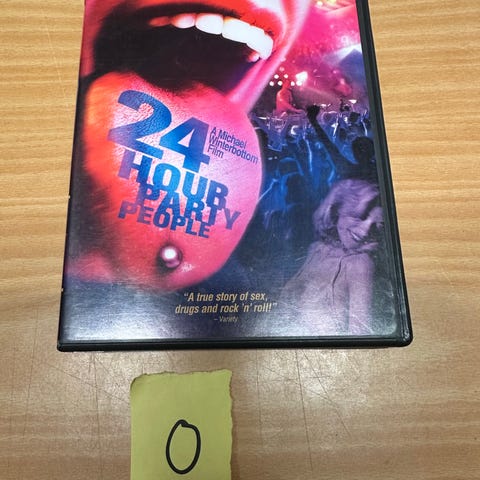 24
A Michael
Winterbottom
Film
HOUR
PARTY
PEOPLE
"A true story of sex,
drugs and rock 'n' roll!"
– Variety
0